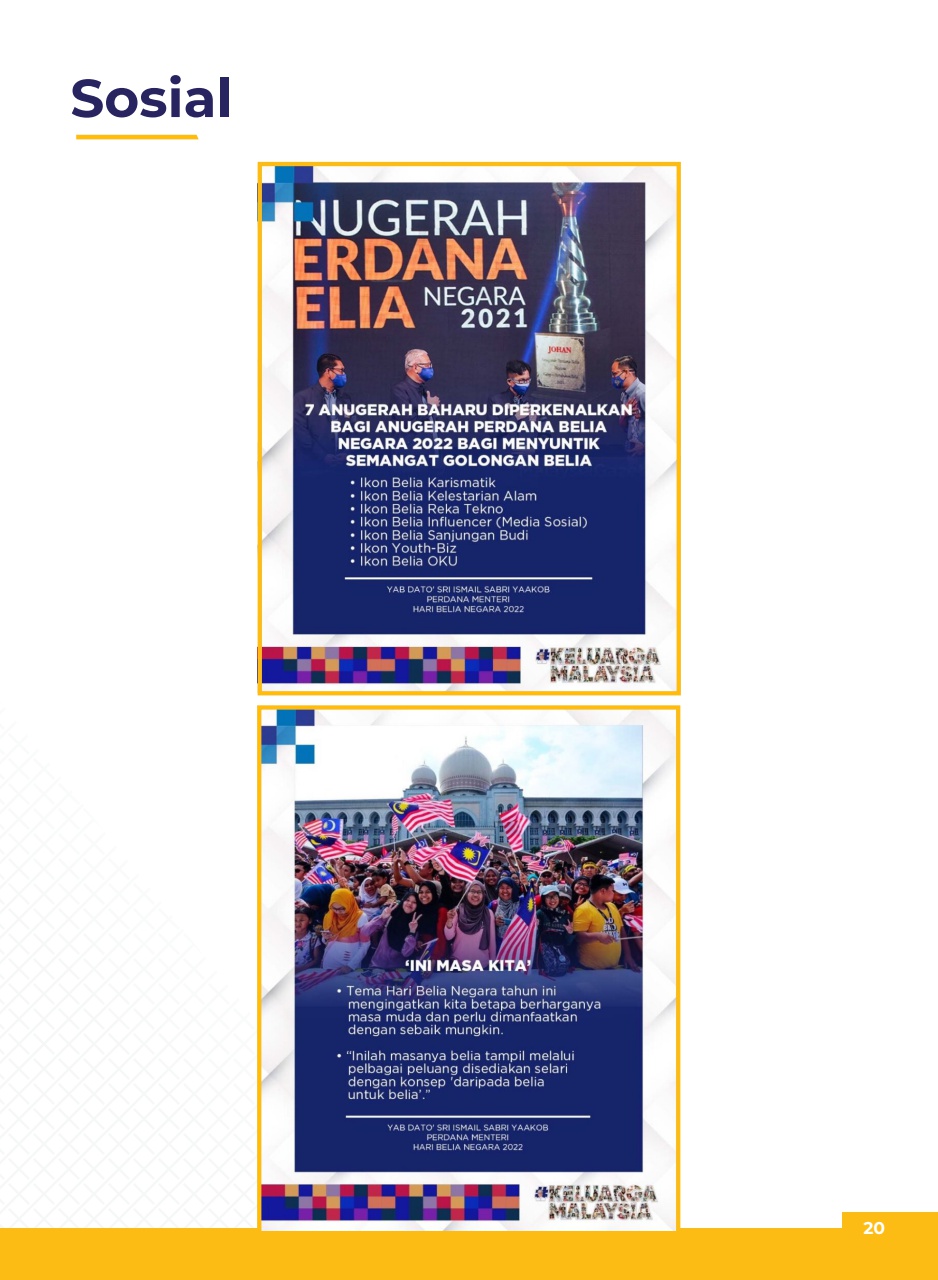 Sosial
NUGERAH
ERDANA
ELIA NEGARA
2021
JOHAN
7 ANUGERAH BAHARU DIPERKENALKAN
BAGI ANUGERAH PERDANA BELIA
NEGARA 2022 BAGI MENYUNTIK
SEMANGAT GOLONGAN BELIA
• Ikon Belia Karismatik
• Ikon Belia Kelestarian Alam
• Ikon Belia Reka Tekno
• Ikon Belia Influencer (Media Sosial)
• Ikon Belia Sanjungan Budi
• Ikon Youth-Biz
• Ikon Belia OKU
YAB DATO' SRI ISMAIL SABRI YAAKOB
PERDANA MENTERI
HARI BELIA NEGARA 2022
#KELUARGA
MALAYSIA
‘INI MASA KITA’
• Tema Hari Belia Negara tahun ini
mengingatkan kita betapa berharganya
masa muda dan perlu dimanfaatkan
dengan sebaik mungkin.
• “Inilah masanya belia tampil melalui
pelbagai peluang disediakan selari
dengan konsep 'daripada belia
untuk belia’.”
YAB DATO' SRI ISMAIL SABRI YAAKOB
PERDANA MENTERI
HARI BELIA NEGARA 2022
#KELUARGA
MALAYSIA
20